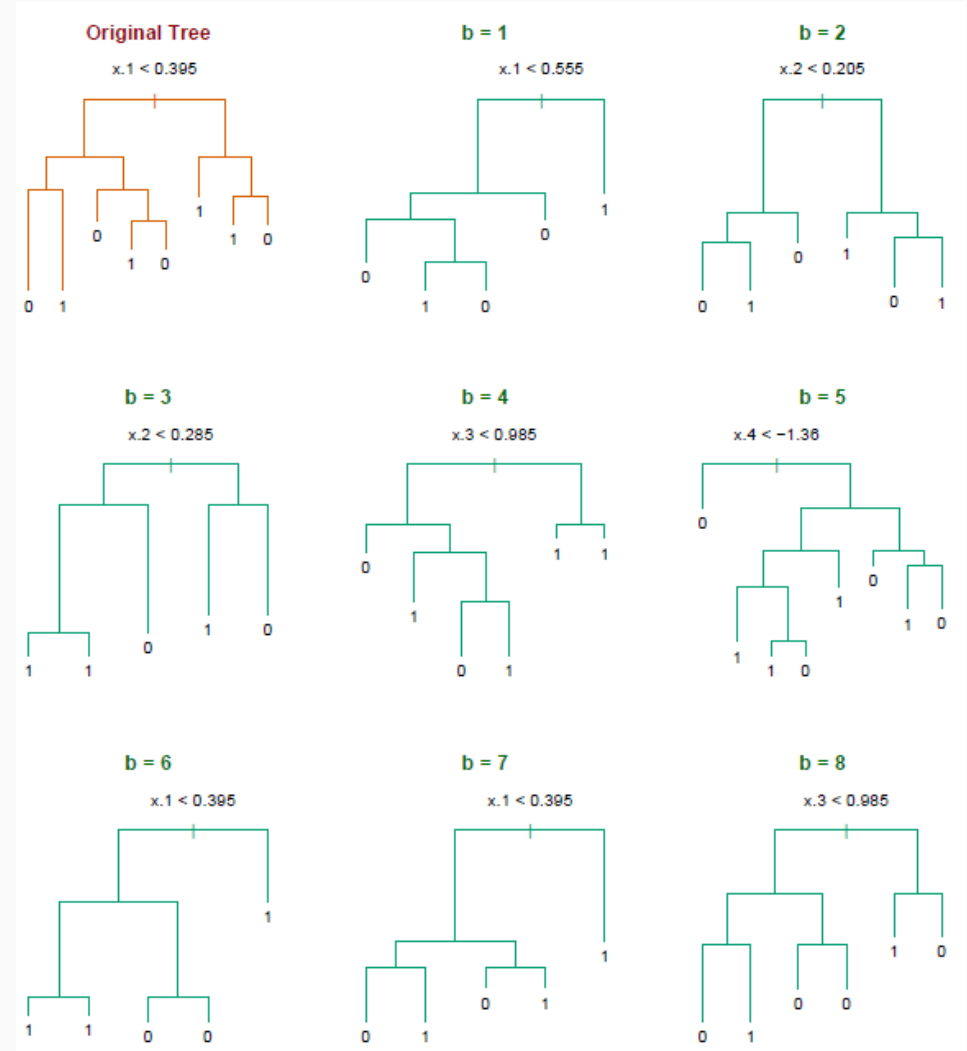 Original Tree
b = 1
b = 2
x.1 < 0.395
x.1 < 0.555
x.2 < 0.205
1
1
0
0
1
0
0
1
1 0
0
0 1
1 0
0 1
0 1
b = 3
b = 4
b = 5
x.2 < 0.285
x.3 < 0.985
x.4 < −1.36
0
1 1
0
0
1
1
1 0
1 0
0
1
1 1
0 1
1 0
b = 6
b = 7
b = 8
x.1 < 0.395
x.1 < 0.395
x.3 < 0.985
1
1 0
1
0 1
0 0
1 1 0 0
0 1
0 1